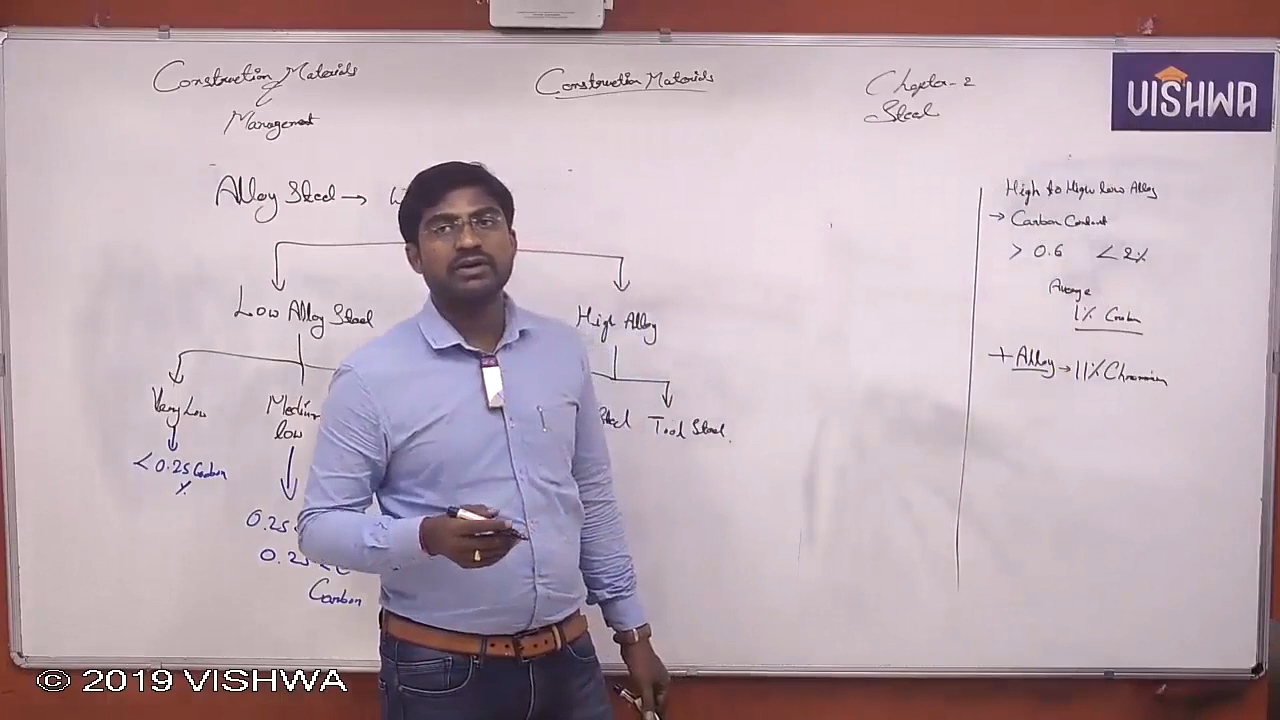 Construction Materials
&
Management
Construction Materials
Chapter-2
Steel
VISHWA
Alloy Steel →
Low Alloy Steel
High Alloy
Very Low
Medium
low
Tool Steel.
< 0.25 Carbon
%
0.25
Carbon
High to High low Alloy
→ Carbon Content
> 0.6 < 2%
Average
1% Carbon
+ Alloy → 11% Chromium
© 2019 VISHWA